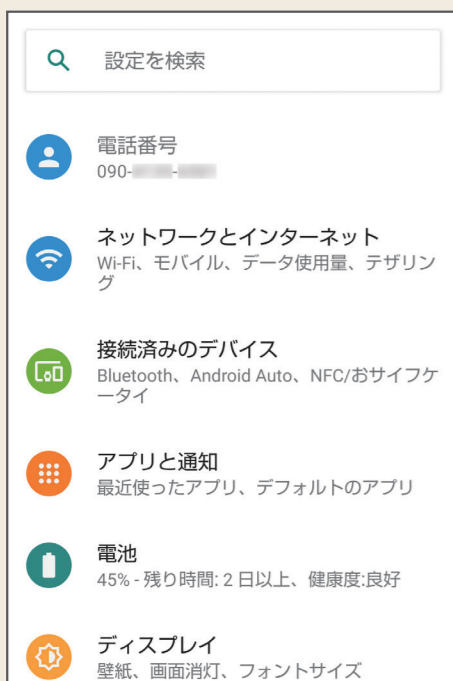 設定を検索
電話番号
090-
ネットワークとインターネット
Wi-Fi、モバイル、データ使用量、テザリン
グ
接続済みのデバイス
Bluetooth、Android Auto、NFC/おサイフケ
ータイ
アプリと通知
最近使ったアプリ、デフォルトのアプリ
電池
45% - 残り時間: 2 日以上、健康度:良好
ディスプレイ
壁紙、画面消灯、フォントサイズ